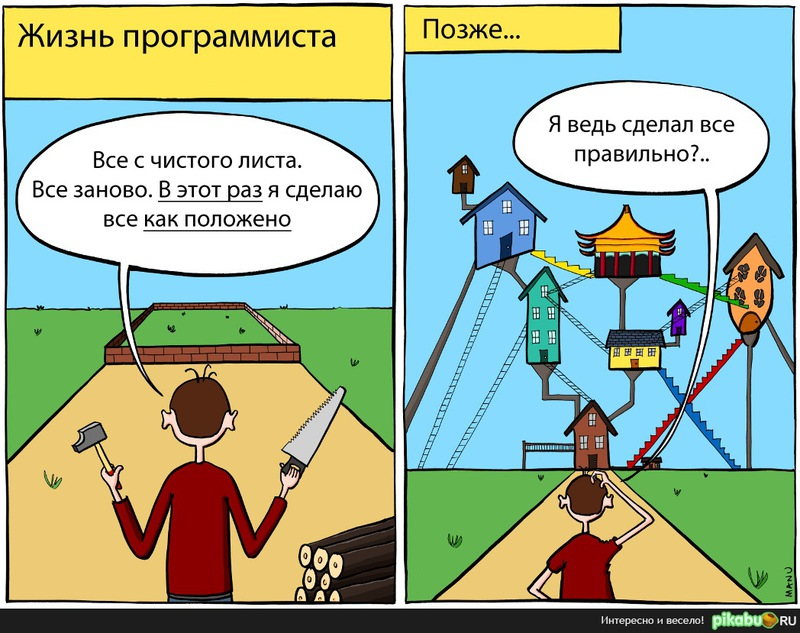 Жизнь программиста
Все с чистого листа.
Все заново. В этот раз я сделаю
все как положено
Позже...
Я ведь сделал все
правильно?..
MANU
Интересно и весело! pikabu.RU